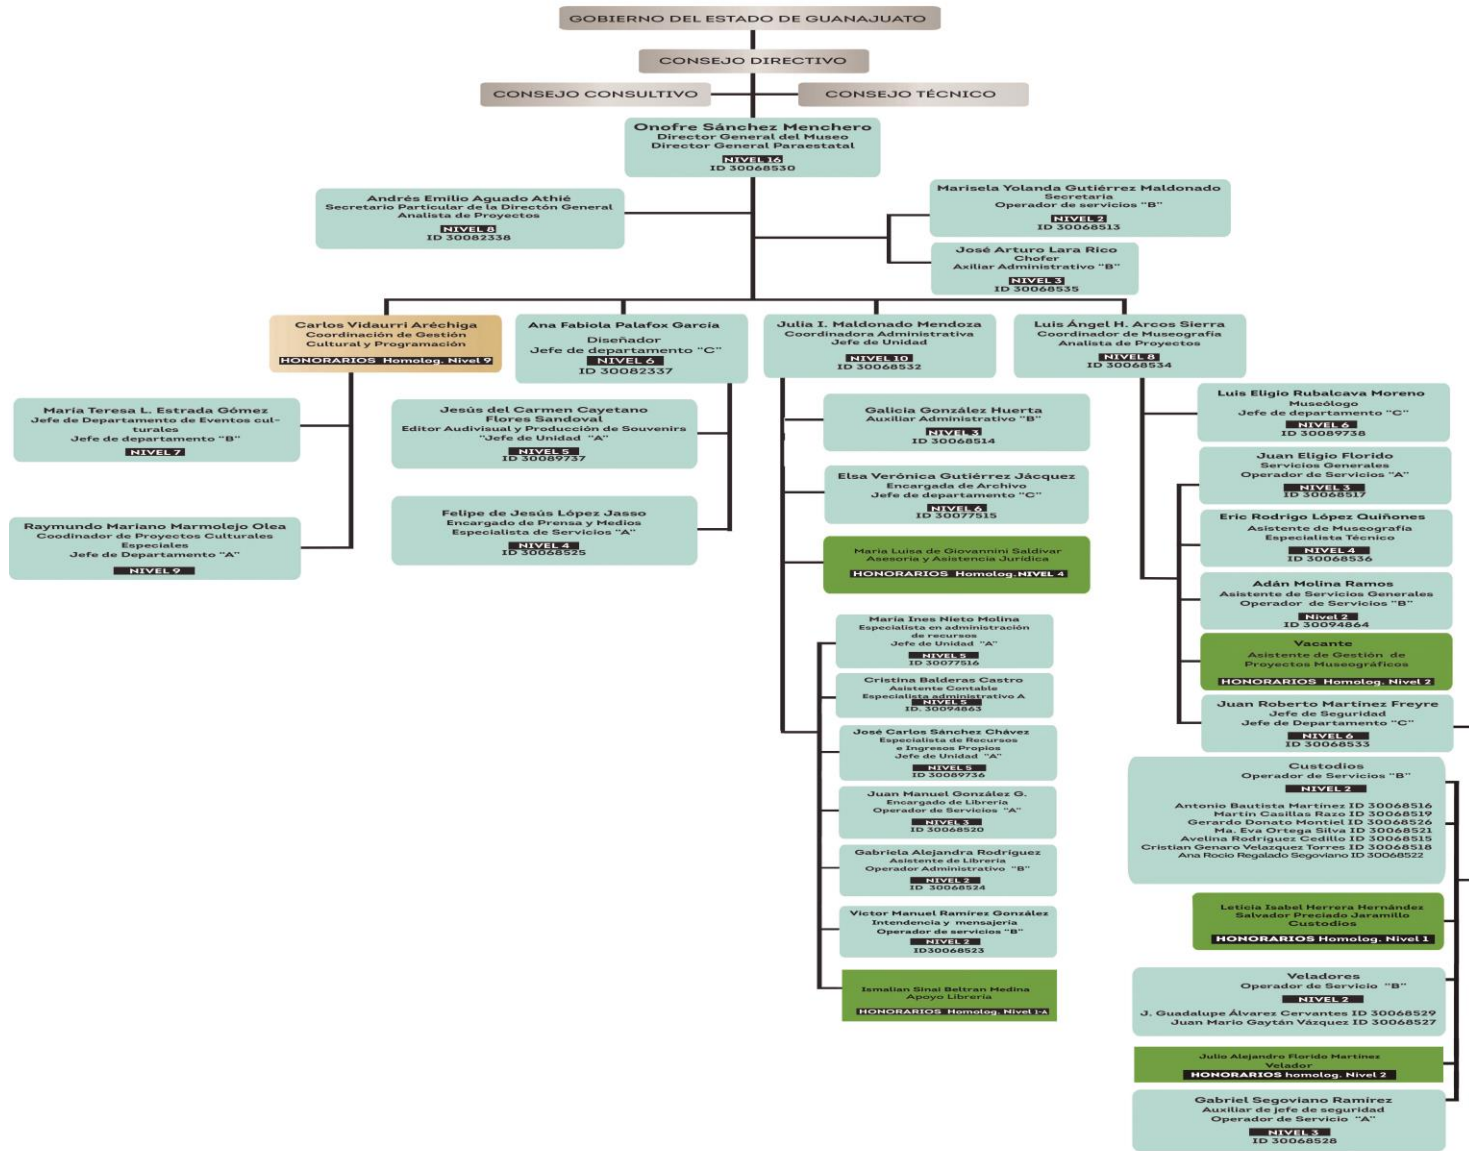 GOBIERNO DEL ESTADO DE GUANAJUATO
CONSEJO DIRECTIVO
CONSEJO CONSULTIVO
CONSEJO TÉCNICO
Onofre Sánchez Menchero
Director General del Museo
Director General Paraestatal
NIVEL 16
ID 30068530
Andrés Emilio Aguado Athié
Secretario Particular de la Directón General
Analista de Proyectos
NIVEL 8
ID 30082338
Marisela Yolanda Gutiérrez Maldonado
Secretaria
Operador de servicios "B"
NIVEL 2
ID 30068513
José Arturo Lara Rico
Chofer
Axiliar Administrativo "B"
NIVEL 3
ID 30068535
Carlos Vidaurri Aréchiga
Coordinación de Gestión
Cultural y Programación
HONORARIOS Homolog. Nivel 9
María Teresa L. Estrada Gómez
Jefe de Departamento de Eventos cul-
turales
Jefe de departamento "B"
NIVEL 7
Raymundo Mariano Marmolejo Olea
Coodinador de Proyectos Culturales
Especiales
Jefe de Departamento "A"
NIVEL 9
Ana Fabiola Palafox García
Diseñador
Jefe de departamento "C"
NIVEL 6
ID 30082337
Jesús del Carmen Cayetano
Flores Sandoval
Editor Audivisual y Producción de Souvenirs
"Jefe de Unidad "A"
NIVEL 5
ID 30089737
Felipe de Jesús López Jasso
Encargado de Prensa y Medios
Especialista de Servicios "A"
NIVEL 4
ID 30068525
Julia I. Maldonado Mendoza
Coordinadora Administrativa
Jefe de Unidad
NIVEL 10
ID 30068532
Galicia González Huerta
Auxiliar Administrativo "B"
NIVEL 3
ID 30068514
Elsa Verónica Gutiérrez Jácquez
Encargada de Archivo
Jefe de departamento "C"
NIVEL 6
ID 30077515
María Luisa de Giovannini Saldivar
Asesoría y Asistencia Jurídica
HONORARIOS Homolog. NIVEL 4
María Ines Nieto Molina
Especialista en administración
de recursos
Jefe de Unidad "A"
NIVEL 5
ID 30077516
Cristina Balderas Castro
Asistente Contable
Especialista administrativo A
NIVEL 5
ID. 30094863
José Carlos Sánchez Chávez
Especialista de Recursos
e Ingresos Propios
Jefe de Unidad "A"
NIVEL 5
ID 30089736
Juan Manuel González G.
Encargado de Librería
Operador de Servicios "A"
NIVEL 3
ID 30068520
Gabriela Alejandra Rodríguez
Asistente de Librería
Operador Administrativo "B"
NIVEL 2
ID 30068524
Víctor Manuel Ramírez González
Intendencia y mensajería
Operador de servicios "B"
NIVEL 2
ID30068523
Ismalian Sinai Beltran Medina
Apoyo Librería
HONORARIOS Homolog. Nivel 1-A
Luis Ángel H. Arcos Sierra
Coordinador de Museografía
Analista de Proyectos
NIVEL 8
ID 30068534
Luis Eligio Rubalcava Moreno
Museólogo
Jefe de departamento "C"
NIVEL 6
ID 30089738
Juan Eligio Florido
Servicios Generales
Operador de Servicios "A"
NIVEL 3
ID 30068517
Eric Rodrigo López Quiñones
Asistente de Museografía
Especialista Técnico
NIVEL 4
ID 30068536
Adán Molina Ramos
Asistente de Servicios Generales
Operador de Servicios "B"
Nivel 2
ID 30094864
Vacante
Asistente de Gestión de
Proyectos Museográficos
HONORARIOS Homolog. Nivel 2
Juan Roberto Martínez Freyre
Jefe de Seguridad
Jefe de Departamento "C"
NIVEL 6
ID 30068533
Custodios
Operador de Servicios "B"
NIVEL 2
Antonio Bautista Martínez ID 30068516
Martín Casillas Razo ID 30068519
Gerardo Donato Montiel ID 30068526
Ma. Eva Ortega Silva ID 30068521
Avelina Rodríguez Cedillo ID 30068515
Cristian Genaro Velazquez Torres ID 30068518
Ana Rocio Regalado Segoviano ID 30068522
Leticia Isabel Herrera Hernández
Salvador Preciado Jaramillo
Custodios
HONORARIOS Homolog. Nivel 1
Veladores
Operador de Servicio "B"
NIVEL 2
J. Guadalupe Álvarez Cervantes ID 30068529
Juan Mario Gaytán Vázquez ID 30068527
Julio Alejandro Florido Martínez
Velador
HONORARIOS homolog. Nivel 2
Gabriel Segoviano Ramírez
Auxiliar de jefe de seguridad
Operador de Servicio "A"
NIVEL 3
ID 30068528